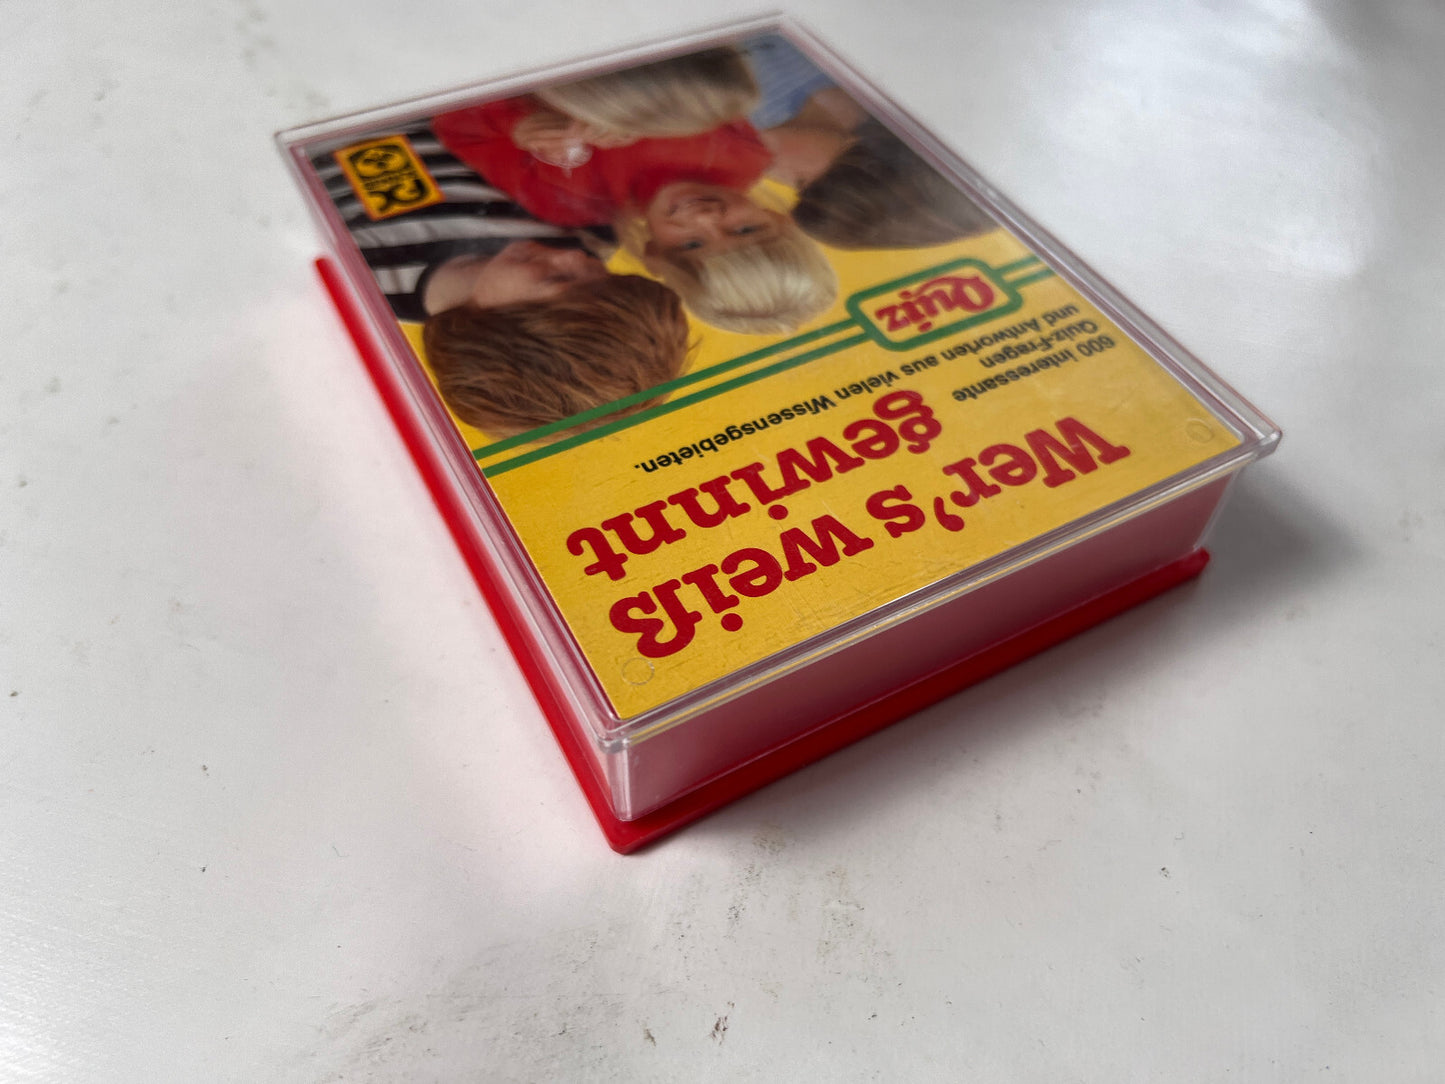 Wer's weiß
gewinnt
600 interessante
Quiz-Fragen
und Antworten aus vielen Wissensgebieten.
Quiz